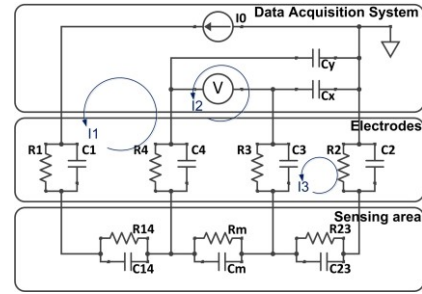 Data Acquisition System
I0
Cy
V
Cx
I2
I1
Electrodes
R1 C1 R4 C4 R3 C3 R2 C2
I3
Sensing area
R14 Rm R23
C14 Cm C23